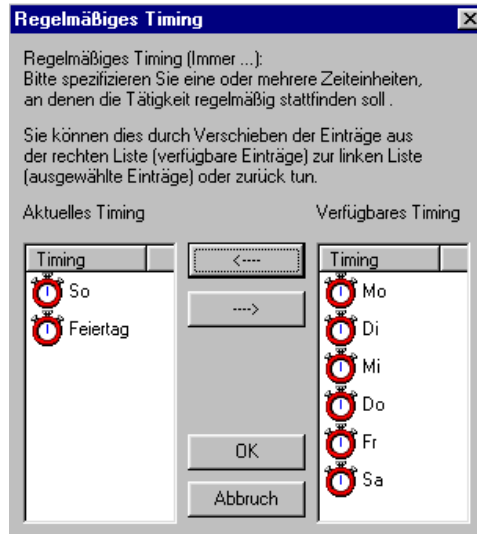 Regelmäßiges Timing
Regelmäßiges Timing (Immer ...):
Bitte spezifizieren Sie eine oder mehrere Zeiteinheiten,
an denen die Tätigkeit regelmäßig stattfinden soll .
Sie können dies durch Verschieben der Einträge aus
der rechten Liste (verfügbare Einträge) zur linken Liste
(ausgewählte Einträge) oder zurück tun.
Aktuelles Timing
Timing
So
Feiertag
<----
---->
OK
Abbruch
Verfügbares Timing
Timing
Mo
Di
Mi
Do
Fr
Sa